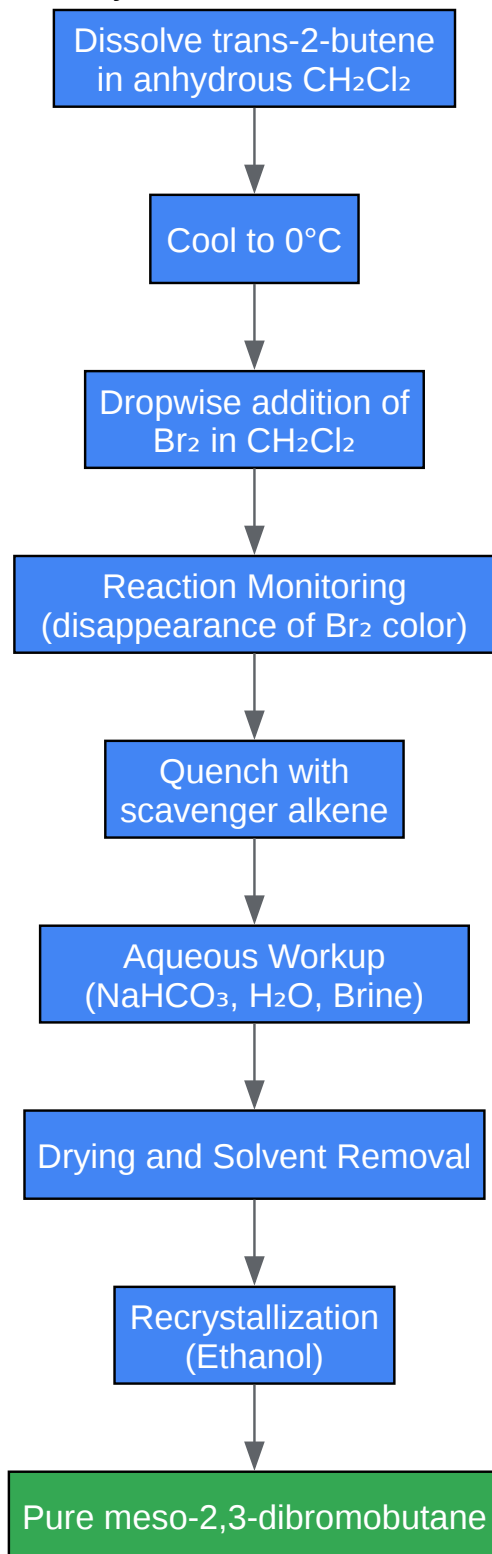 Dissolve trans-2-butene
in anhydrous CH₂Cl₂
Cool to 0°C
Dropwise addition of
Br₂ in CH₂Cl₂
Reaction Monitoring
(disappearance of Br₂ color)
Quench with
scavenger alkene
Aqueous Workup
(NaHCO₃, H₂O, Brine)
Drying and Solvent Removal
Recrystallization
(Ethanol)
Pure meso-2,3-dibromobutane